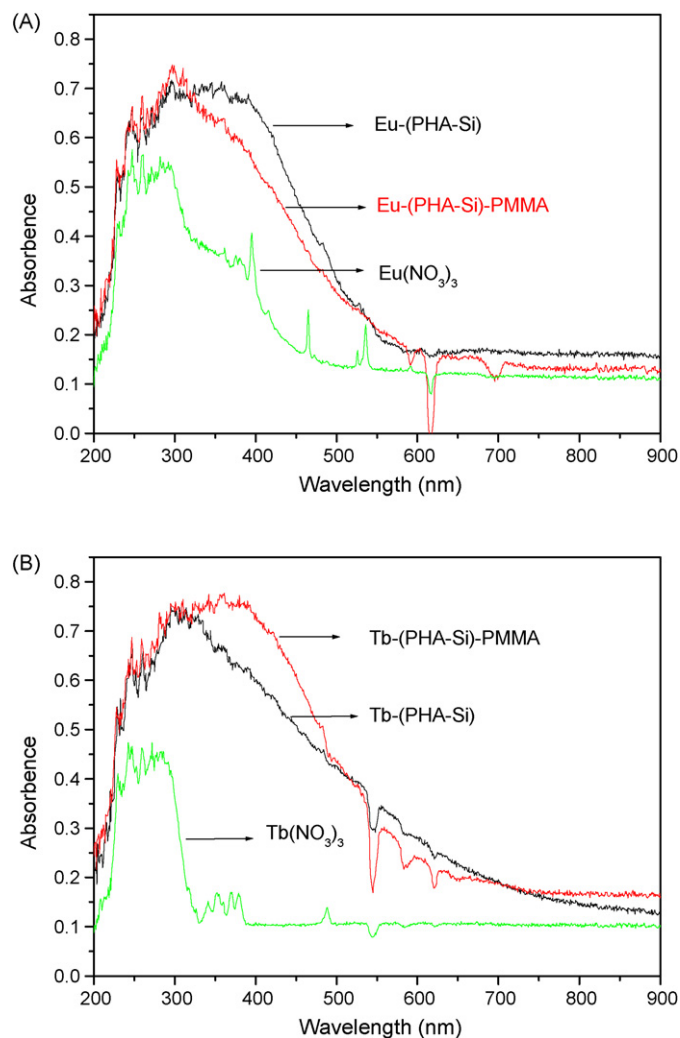 (A)
0.8
0.7
0.6
0.5
0.4
0.3
0.2
0.1
0.0
Absorbence
Eu-(PHA-Si)
Eu-(PHA-Si)-PMMA
Eu(NO₃)₃
200 300 400 500 600 700 800 900
Wavelength (nm)
(B)
0.8
0.7
0.6
0.5
0.4
0.3
0.2
0.1
0.0
Absorbence
Tb-(PHA-Si)-PMMA
Tb-(PHA-Si)
Tb(NO₃)₃
200 300 400 500 600 700 800 900
Wavelength (nm)